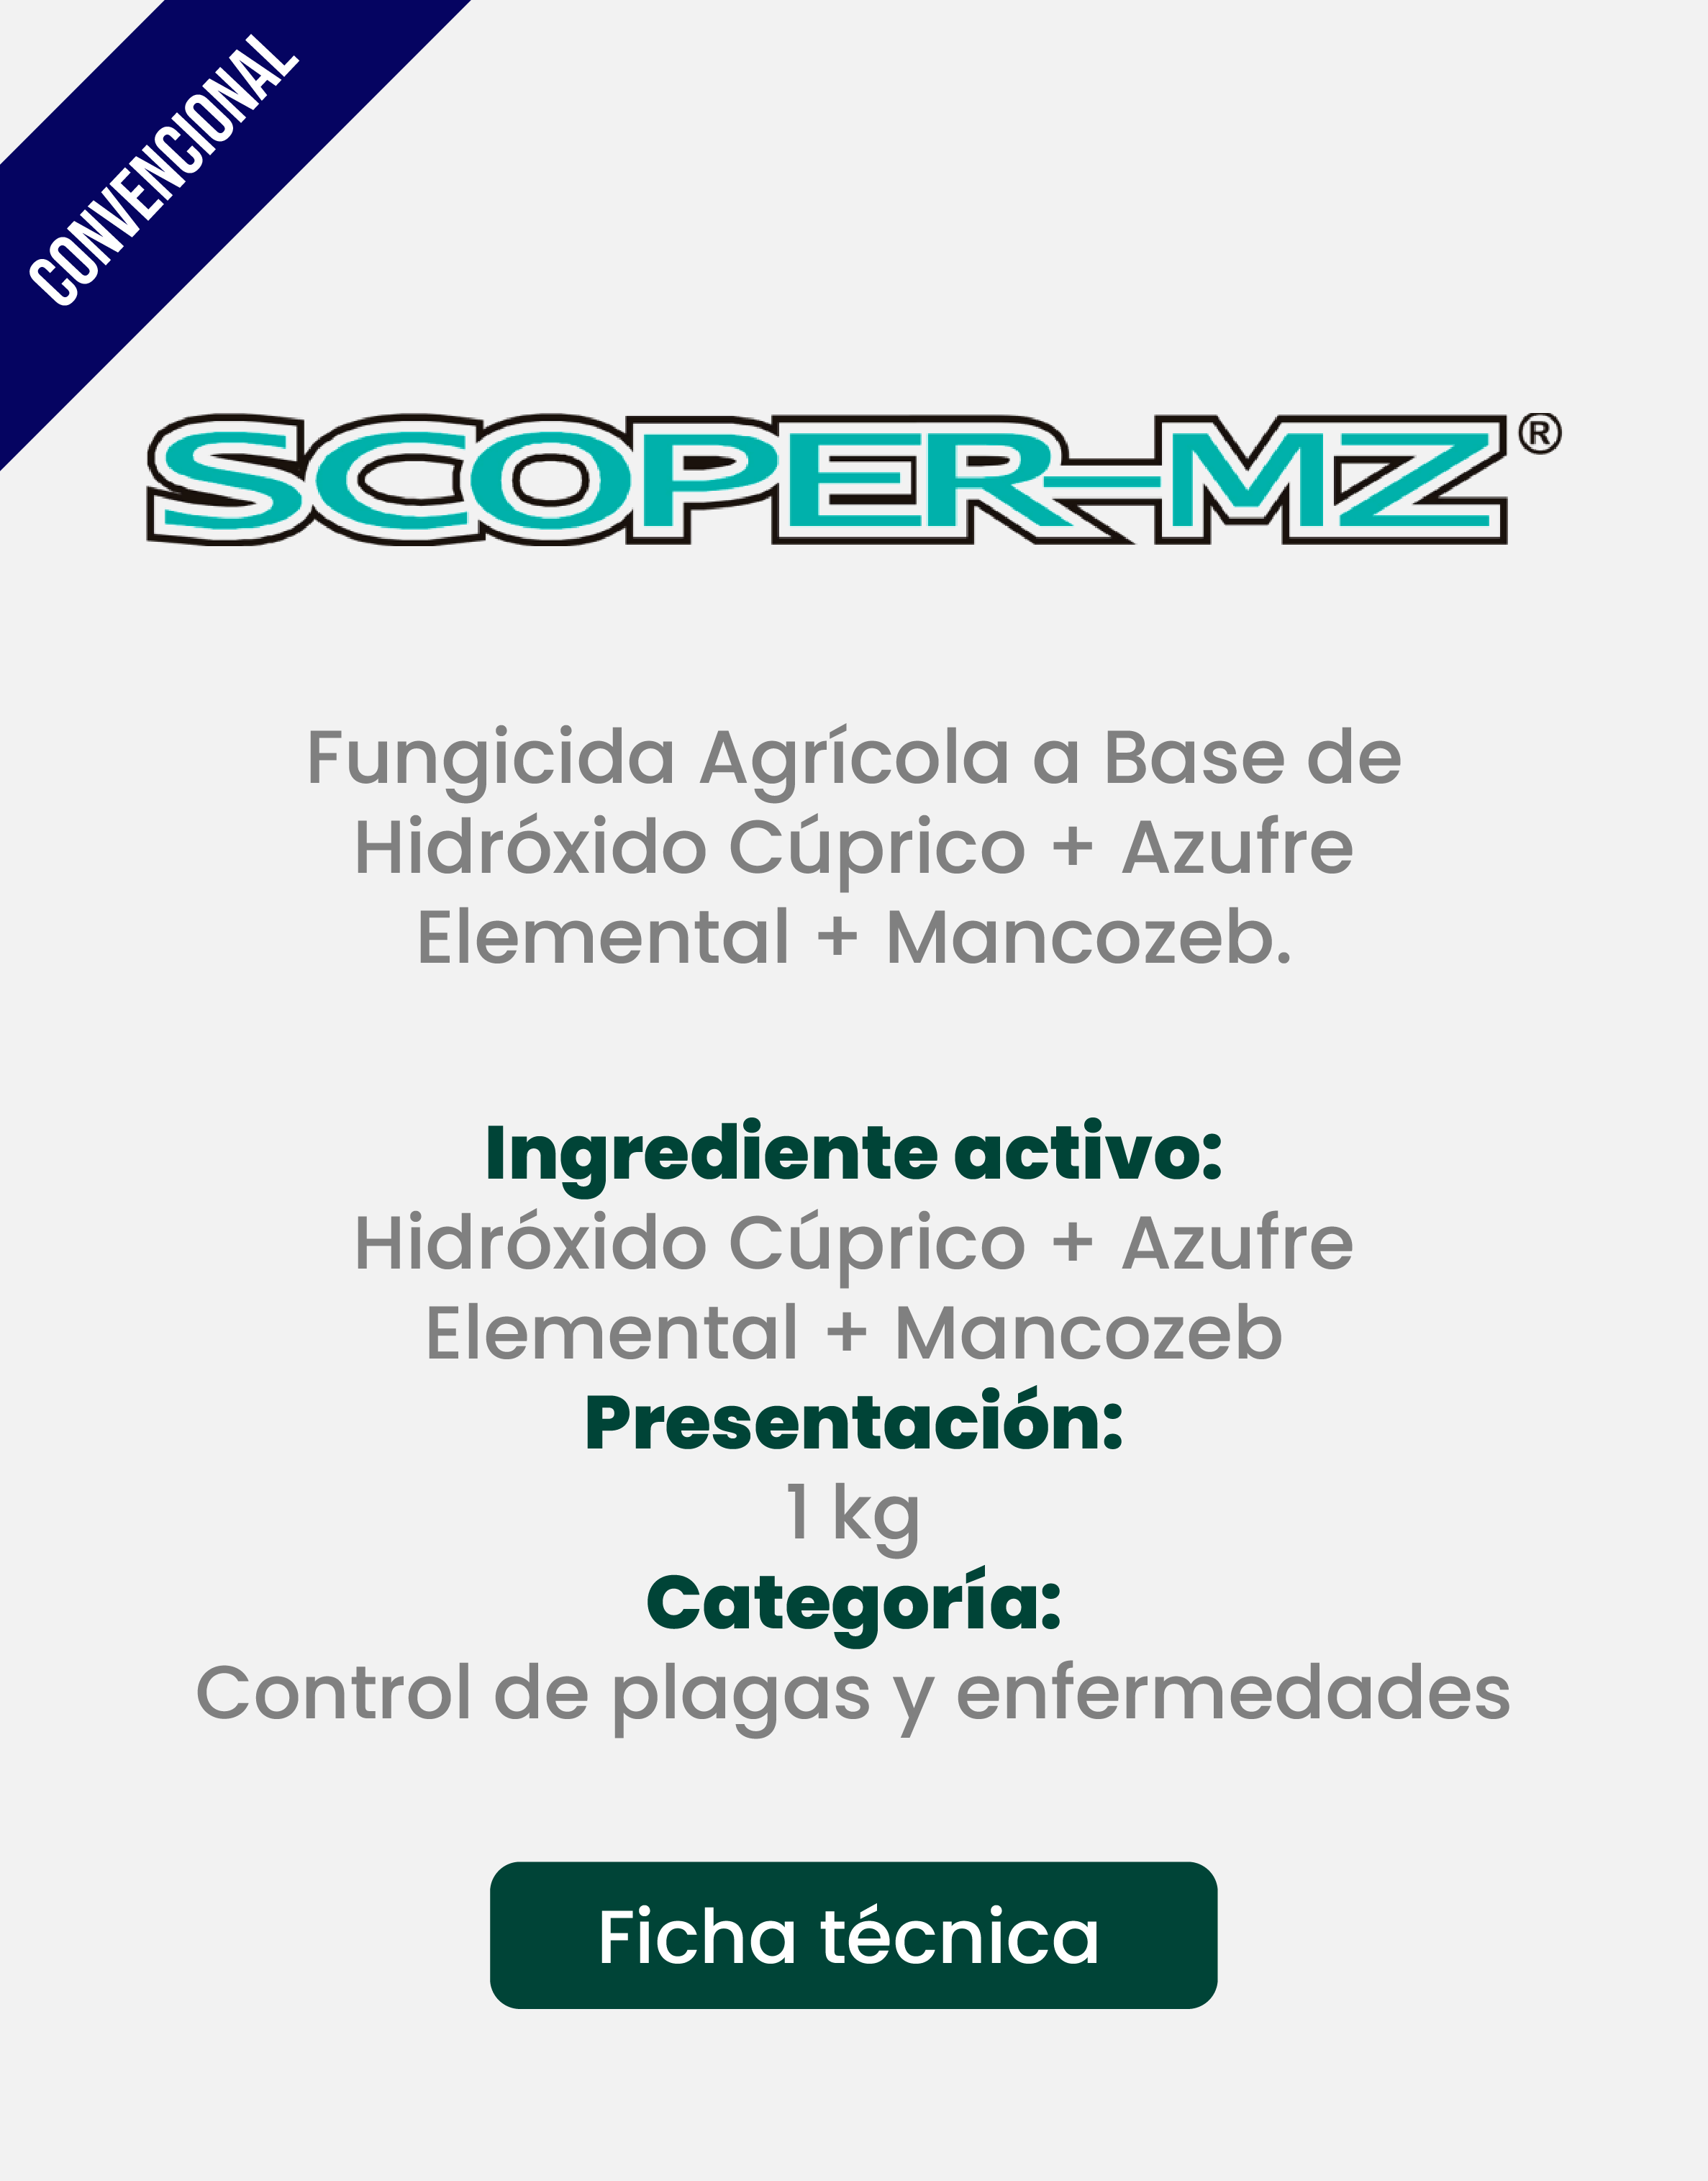 CONVENCIONAL
SCOPER-MZ®
Fungicida Agrícola a Base de
Hidróxido Cúprico + Azufre
Elemental + Mancozeb.
Ingrediente activo:
Hidróxido Cúprico + Azufre
Elemental + Mancozeb
Presentación:
1 kg
Categoría:
Control de plagas y enfermedades
Ficha técnica